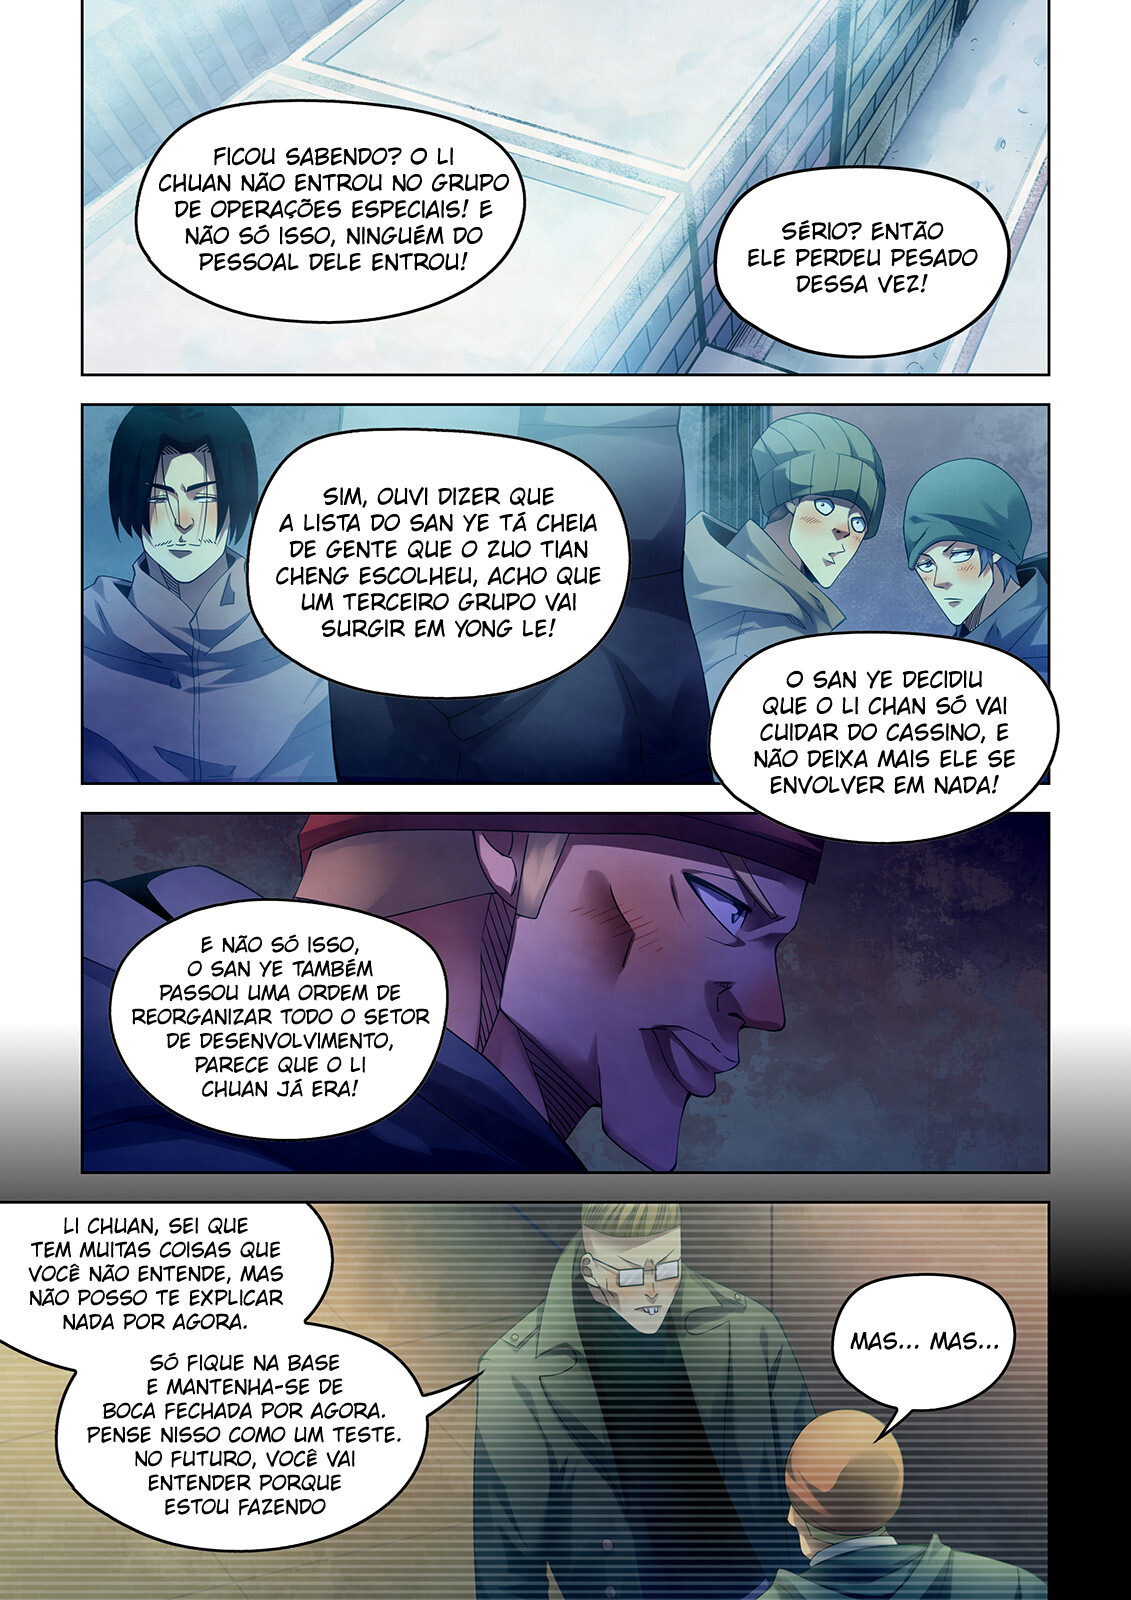 FICOU SABENDO? O LI
CHUAN NÃO ENTROU NO GRUPO
DE OPERAÇÕES ESPECIAIS! E
NÃO SÓ ISSO, NINGUÉM DO
PESSOAL DELE ENTROU!
SÉRIO? ENTÃO
ELE PERDEU PESADO
DESSA VEZ!
SIM, OUVI DIZER QUE
A LISTA DO SAN YE TÁ CHEIA
DE GENTE QUE O ZUO TIAN
CHENG ESCOLHEU, ACHO QUE
UM TERCEIRO GRUPO VAI
SURGIR EM YONG LE!
O SAN YE DECIDIU
QUE O LI CHAN SÓ VAI
CUIDAR DO CASSINO, E
NÃO DEIXA MAIS ELE SE
ENVOLVER EM NADA!
E NÃO SÓ ISSO,
O SAN YE TAMBÉM
PASSOU UMA ORDEM DE
REORGANIZAR TODO O SETOR
DE DESENVOLVIMENTO,
PARECE QUE O LI
CHUAN JÁ ERA!
LI CHUAN, SEI QUE
TEM MUITAS COISAS QUE
VOCÊ NÃO ENTENDE, MAS
NÃO POSSO TE EXPLICAR
NADA POR AGORA.
SÓ FIQUE NA BASE
E MANTENHA-SE DE
BOCA FECHADA POR AGORA.
PENSE NISSO COMO UM TESTE.
NO FUTURO, VOCÊ VAI
ENTENDER PORQUE
ESTOU FAZENDO
MAS... MAS...